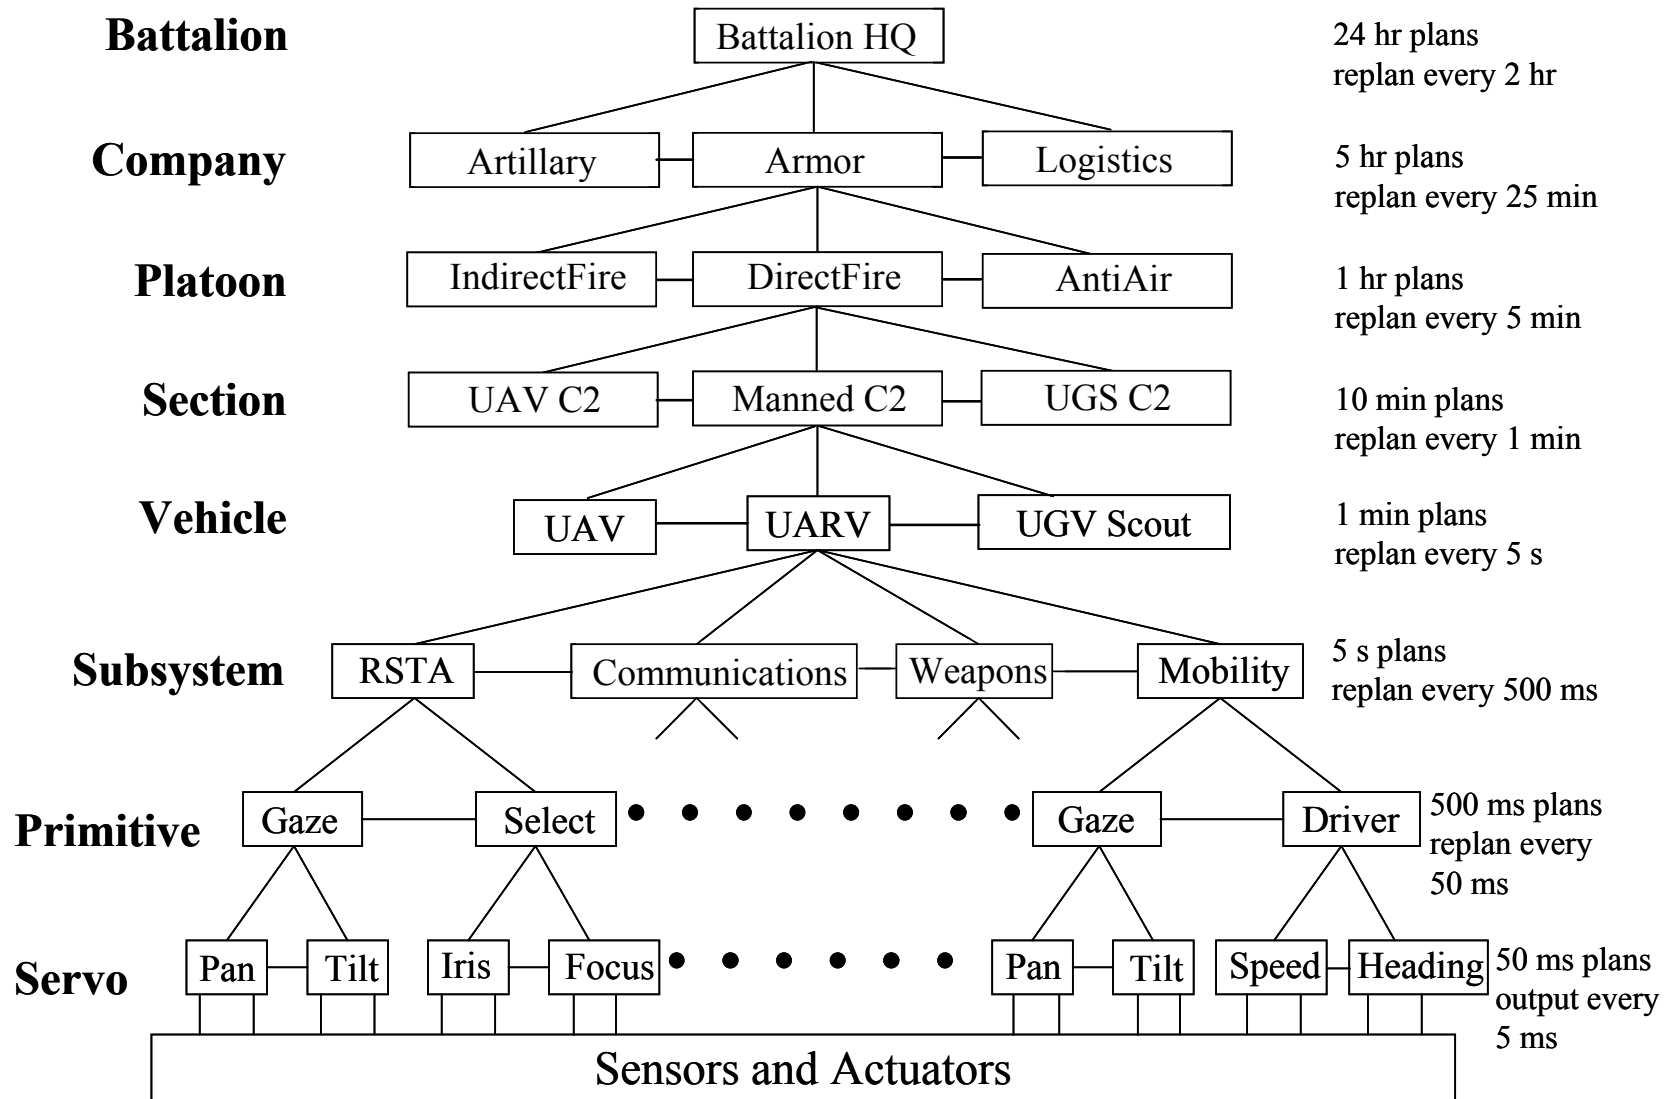 Battalion
Battalion HQ
24 hr plans
replan every 2 hr
Company
Artillary
Armor
Logistics
5 hr plans
replan every 25 min
Platoon
IndirectFire
DirectFire
AntiAir
1 hr plans
replan every 5 min
Section
UAV C2
Manned C2
UGS C2
10 min plans
replan every 1 min
Vehicle
UAV
UARV
UGV Scout
1 min plans
replan every 5 s
Subsystem
RSTA
Communications
Weapons
Mobility
5 s plans
replan every 500 ms
Primitive
Gaze
Select
Gaze
Driver
500 ms plans
replan every
50 ms
Servo
Pan
Tilt
Iris
Focus
Pan
Tilt
Speed
Heading
50 ms plans
output every
5 ms
Sensors and Actuators